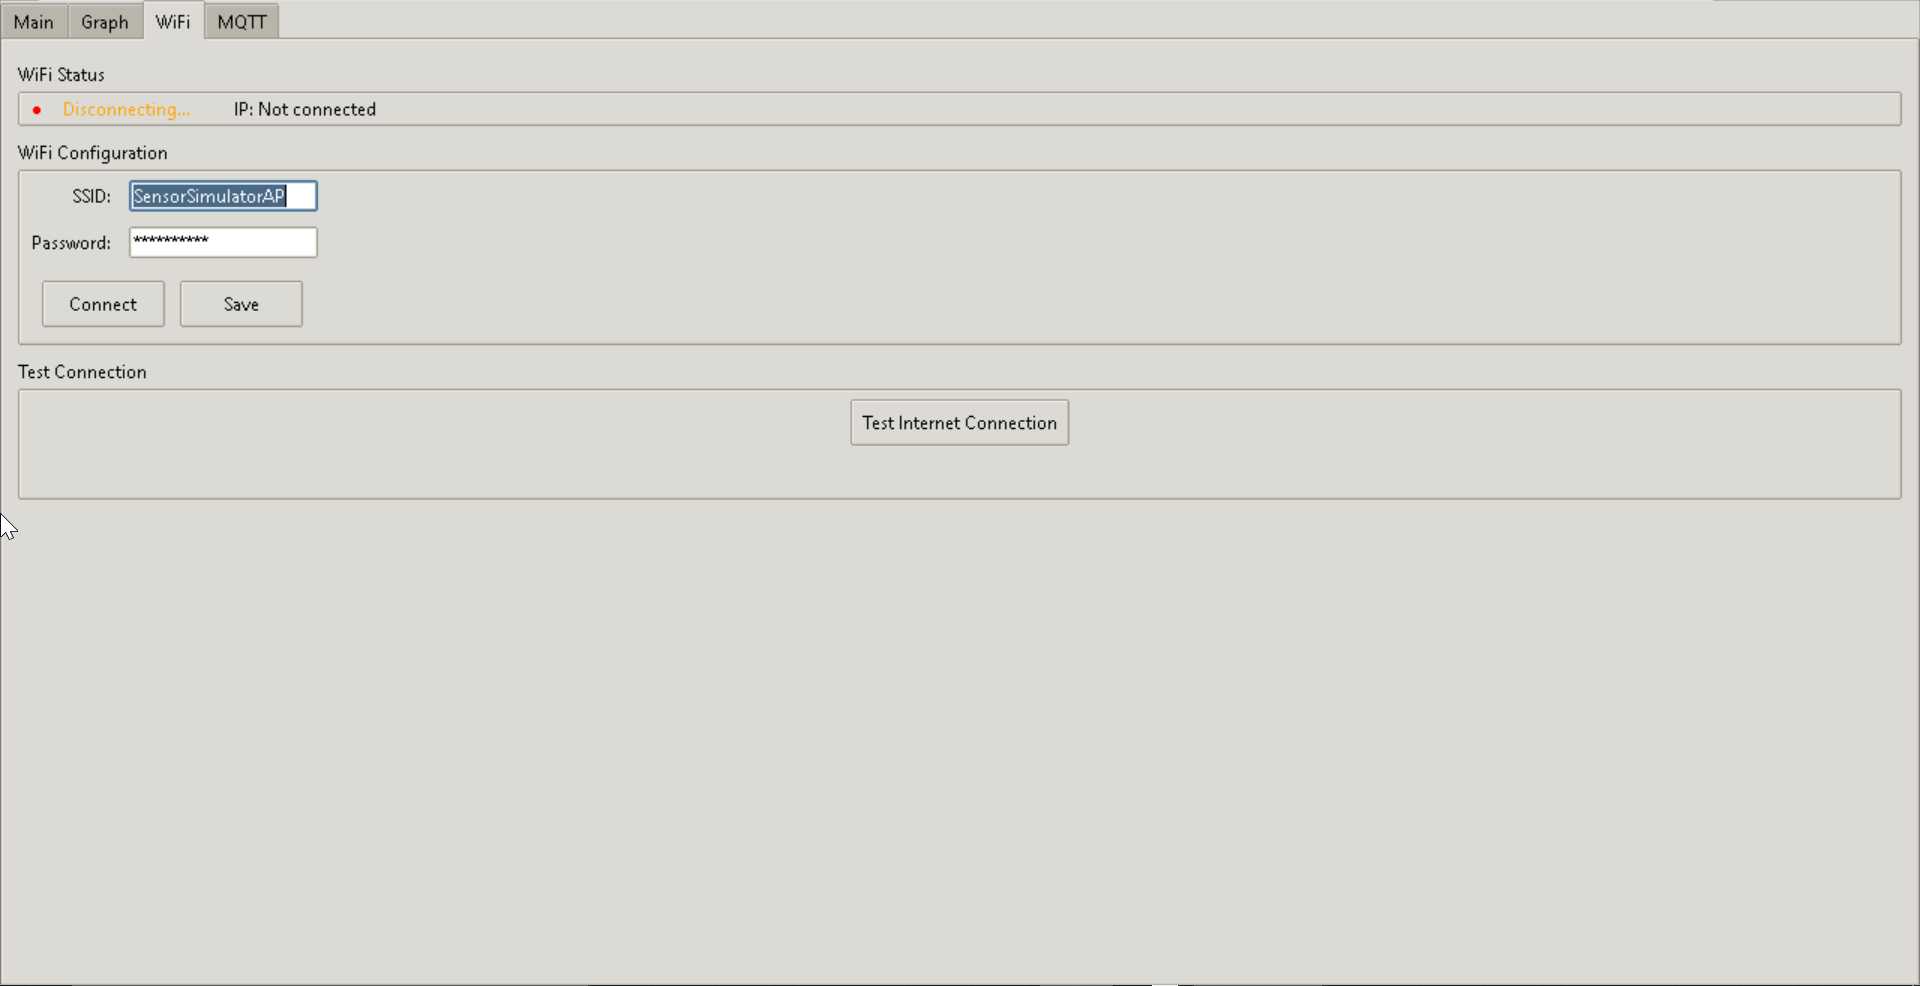 Main Graph WiFi MQTT
WiFi Status
Disconnecting... IP: Not connected
WiFi Configuration
SSID: SensorSimulatorAP
Password: **********
Connect Save
Test Connection
Test Internet Connection